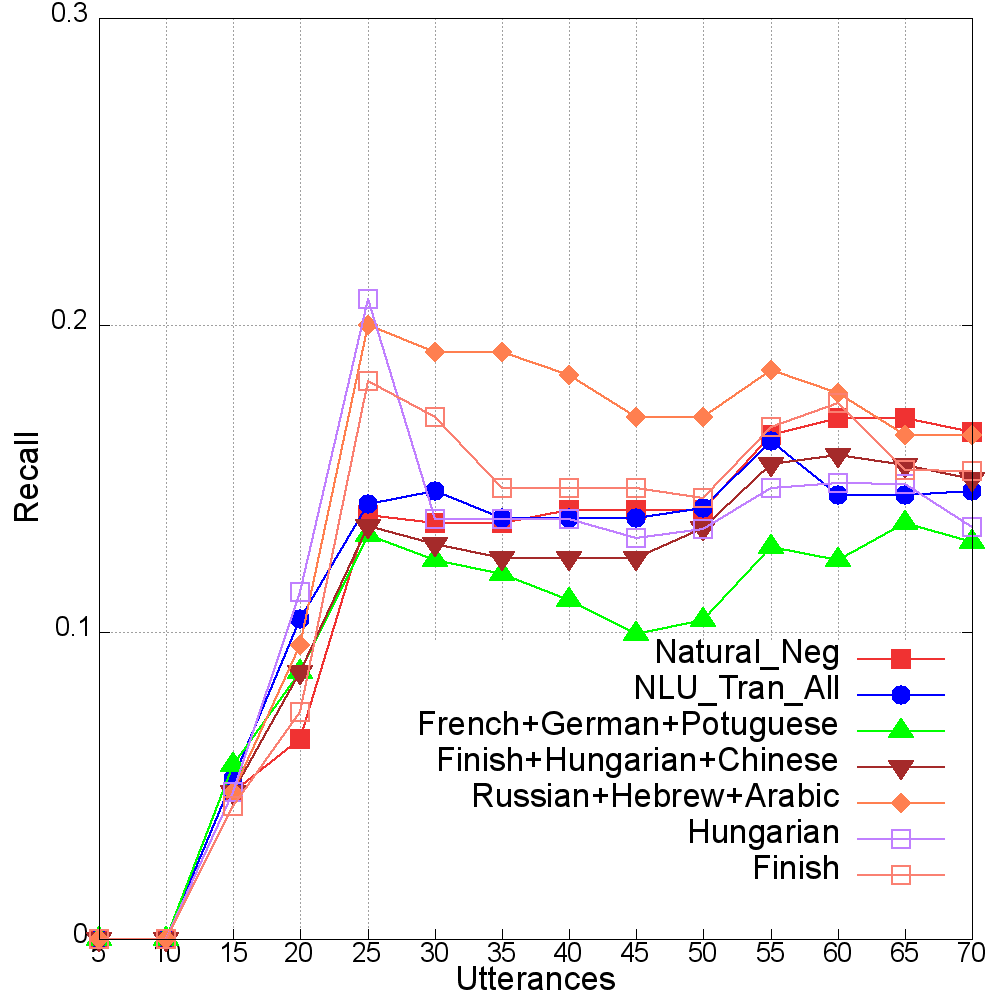 0.3
0.2
0.1
0
Recall
Natural_Neg
NLU_Tran_All
French+German+Potuguese
Finish+Hungarian+Chinese
Russian+Hebrew+Arabic
Hungarian
Finish
5 10 15 20 25 30 35 40 45 50 55 60 65 70
Utterances